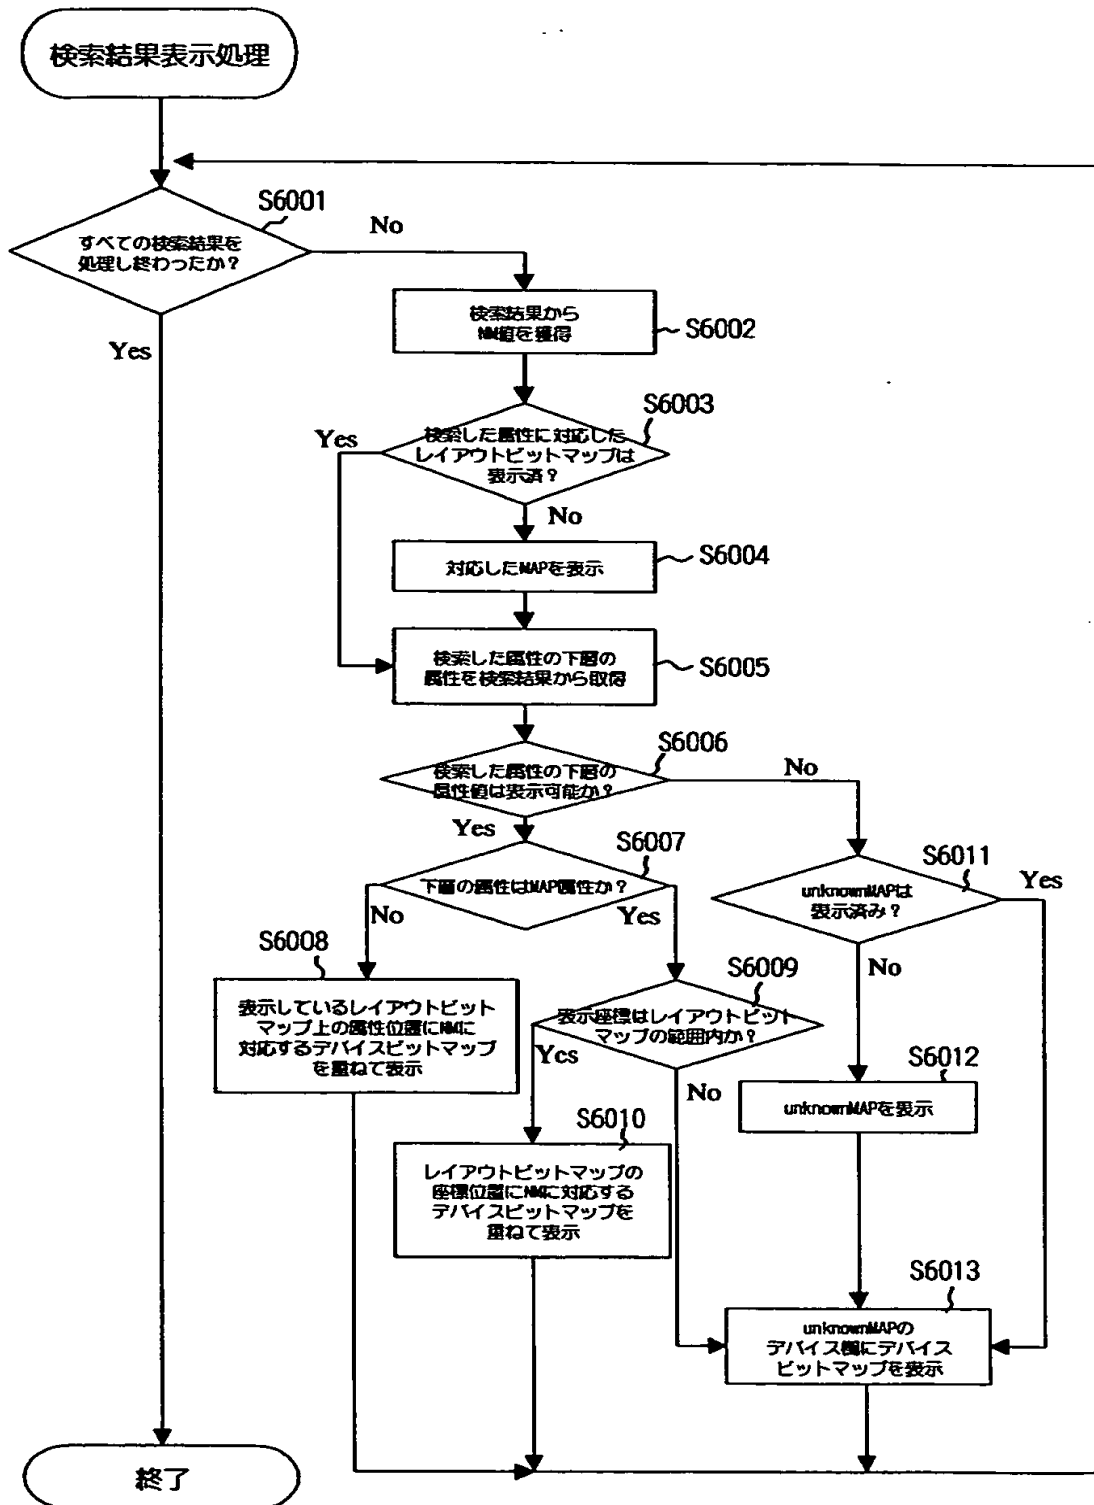 検索結果表示処理
S6001
すべての検索結果を
処理し終わったか？
No
Yes
検索結果から
NM値を獲得
S6002
S6003
検索した属性に対応した
レイアウトビットマップは
表示済？
Yes
No
対応したMAPを表示
S6004
検索した属性の下層の
属性を検索結果から取得
S6005
S6006
検索した属性の下層の
属性値は表示可能か？
No
Yes
S6007
下層の属性はMAP属性か？
No
Yes
S6011
unknownMAPは
表示済み？
Yes
No
S6008
表示しているレイアウトビット
マップ上の属性位置にNMに
対応するデバイスビットマップ
を重ねて表示
S6009
表示座標はレイアウトビット
マップの範囲内か？
Yes
No
S6012
unknownMAPを表示
S6010
レイアウトビットマップの
座標位置にNMに対応する
デバイスビットマップを
重ねて表示
S6013
unknownMAPの
デバイス欄にデバイス
ビットマップを表示
終了